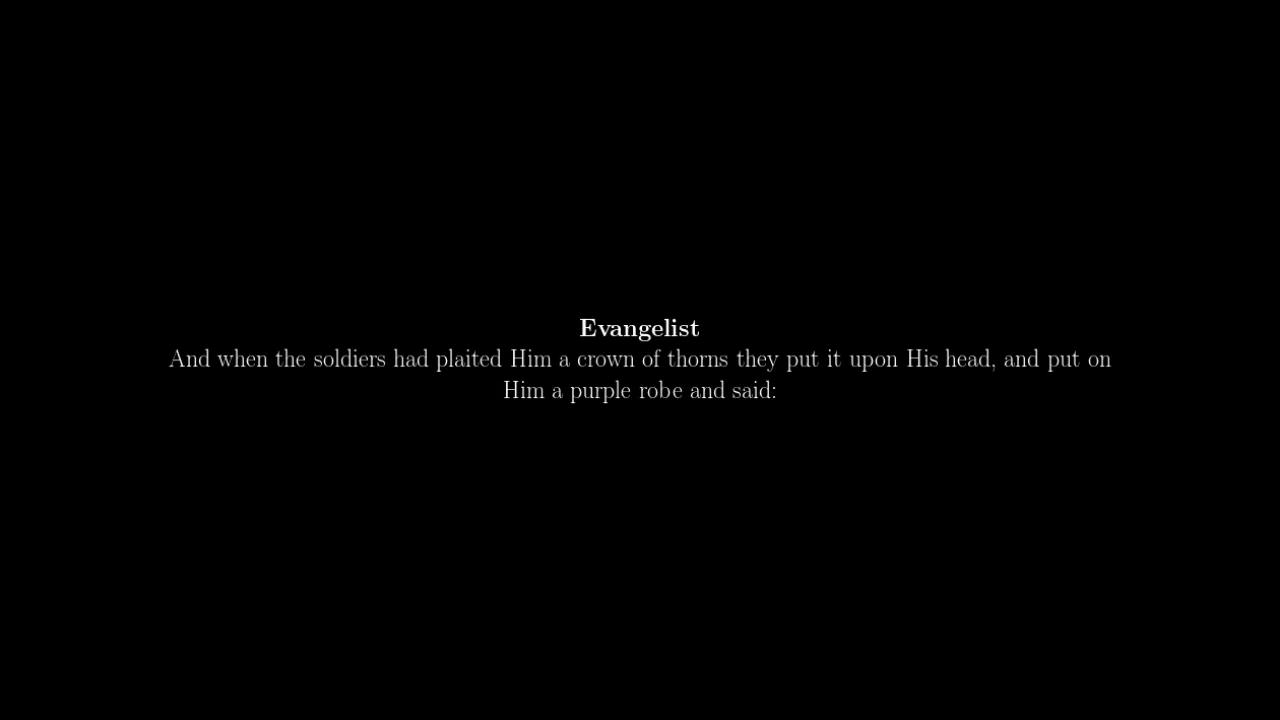 Evangelist
And when the soldiers had plaited Him a crown of thorns they put it upon His head, and put on
Him a purple robe and said: